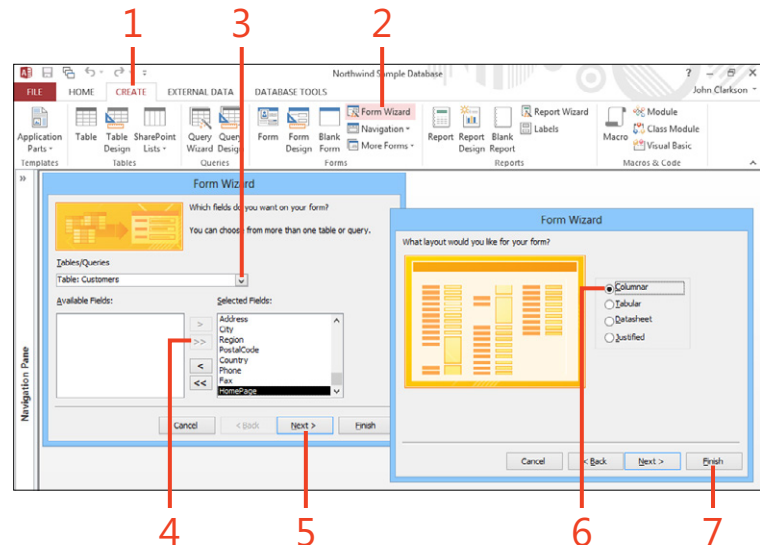 1
2
3
Northwind Sample Database
?
FILE HOME CREATE EXTERNAL DATA DATABASE TOOLS
John Clarkson
Application Parts
Table
Table Design
SharePoint Lists
Query Wizard
Query Design
Form
Form Design
Blank Form
Form Wizard
Navigation
More Forms
Report
Report Design
Blank Report
Report Wizard
Labels
Macro
Module
Class Module
Visual Basic
Templates
Tables
Queries
Forms
Reports
Macros & Code
»
Navigation Pane
Form Wizard
Which fields do you want on your form?
You can choose from more than one table or query.
Tables/Queries
Table: Customers
Available Fields:
Selected Fields:
>
>>
<
<<
Address
City
Region
PostalCode
Country
Phone
Fax
HomePage
Cancel
< Back
Next >
Finish
Form Wizard
What layout would you like for your form?
Columnar
Tabular
Datasheet
Justified
Cancel
< Back
Next >
Finish
4
5
6
7